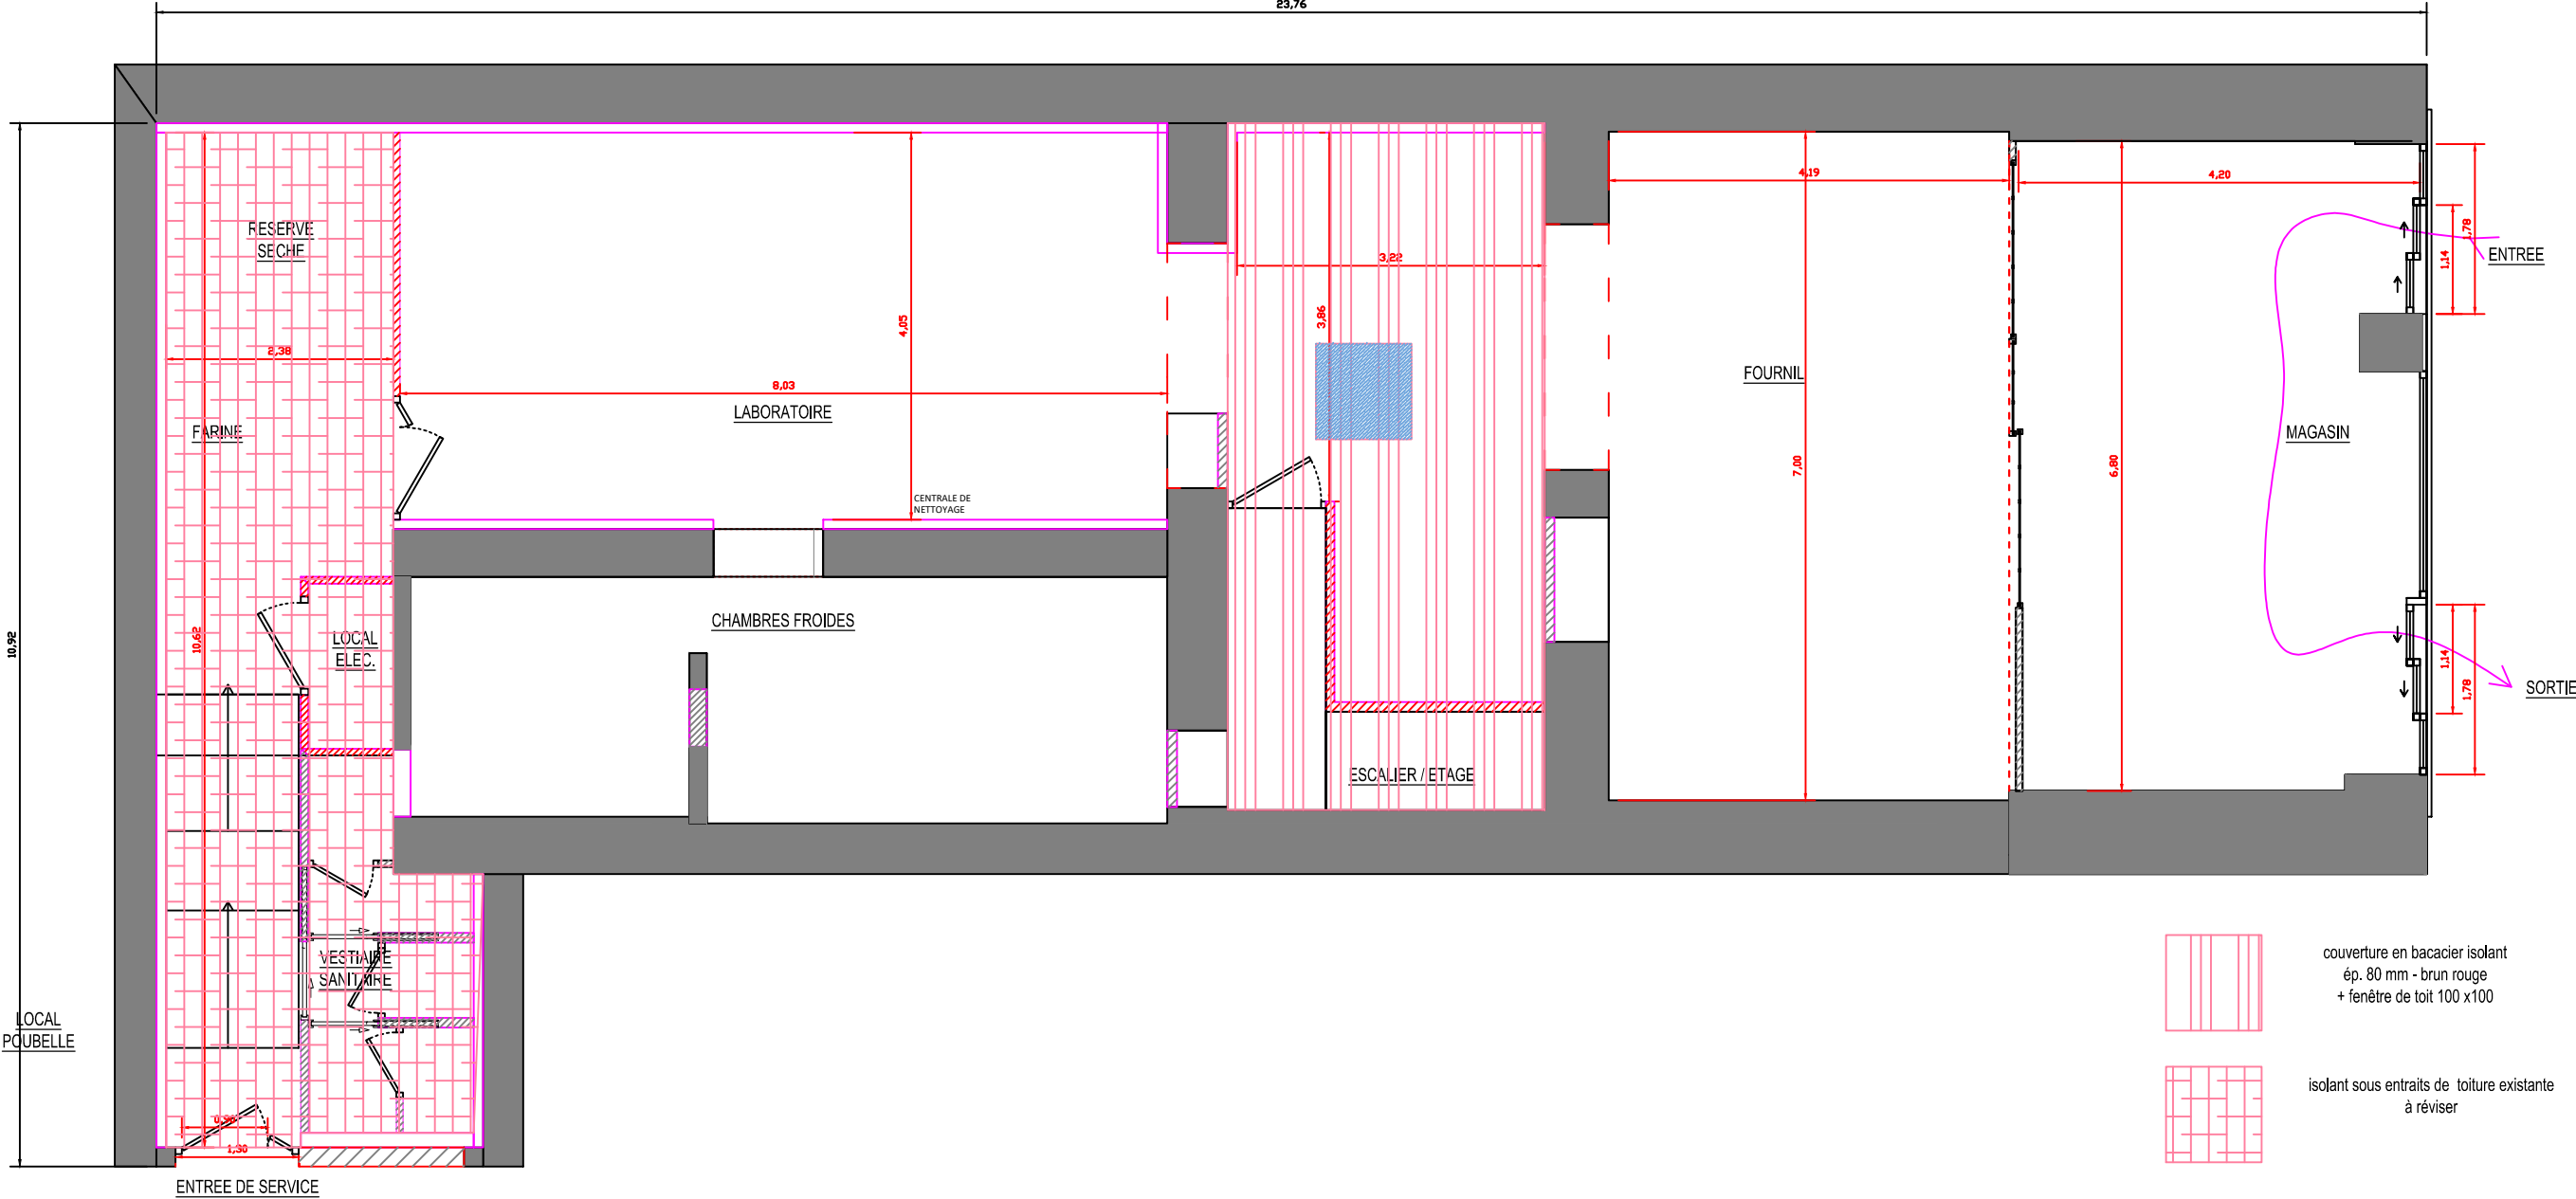 23,76
RESERVE
SECHE
4,19
4,20
1,78
1,14
ENTREE
3,22
3,86
4,05
2,38
8,03
LABORATOIRE
FOURNIL
FARINE
MAGASIN
7,00
6,80
CENTRALE DE
NETTOYAGE
10,92
10,62
LOCAL
ELEC.
CHAMBRES FROIDES
1,14
1,78
SORTIE
ESCALIER / ETAGE
VESTIAIRE
SANITAIRE
couverture en bacacier isolant
ép. 80 mm - brun rouge
+ fenêtre de toit 100 x100
LOCAL
POUBELLE
isolant sous entraits de toiture existante
à réviser
1,30
ENTREE DE SERVICE